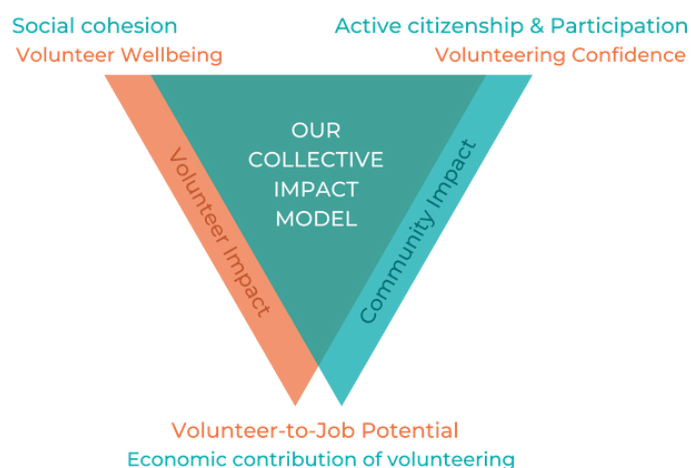 Social cohesion
Volunteer Wellbeing
Active citizenship & Participation
Volunteering Confidence
OUR
COLLECTIVE
IMPACT
MODEL
Volunteer Impact
Community Impact
Volunteer-to-Job Potential
Economic contribution of volunteering